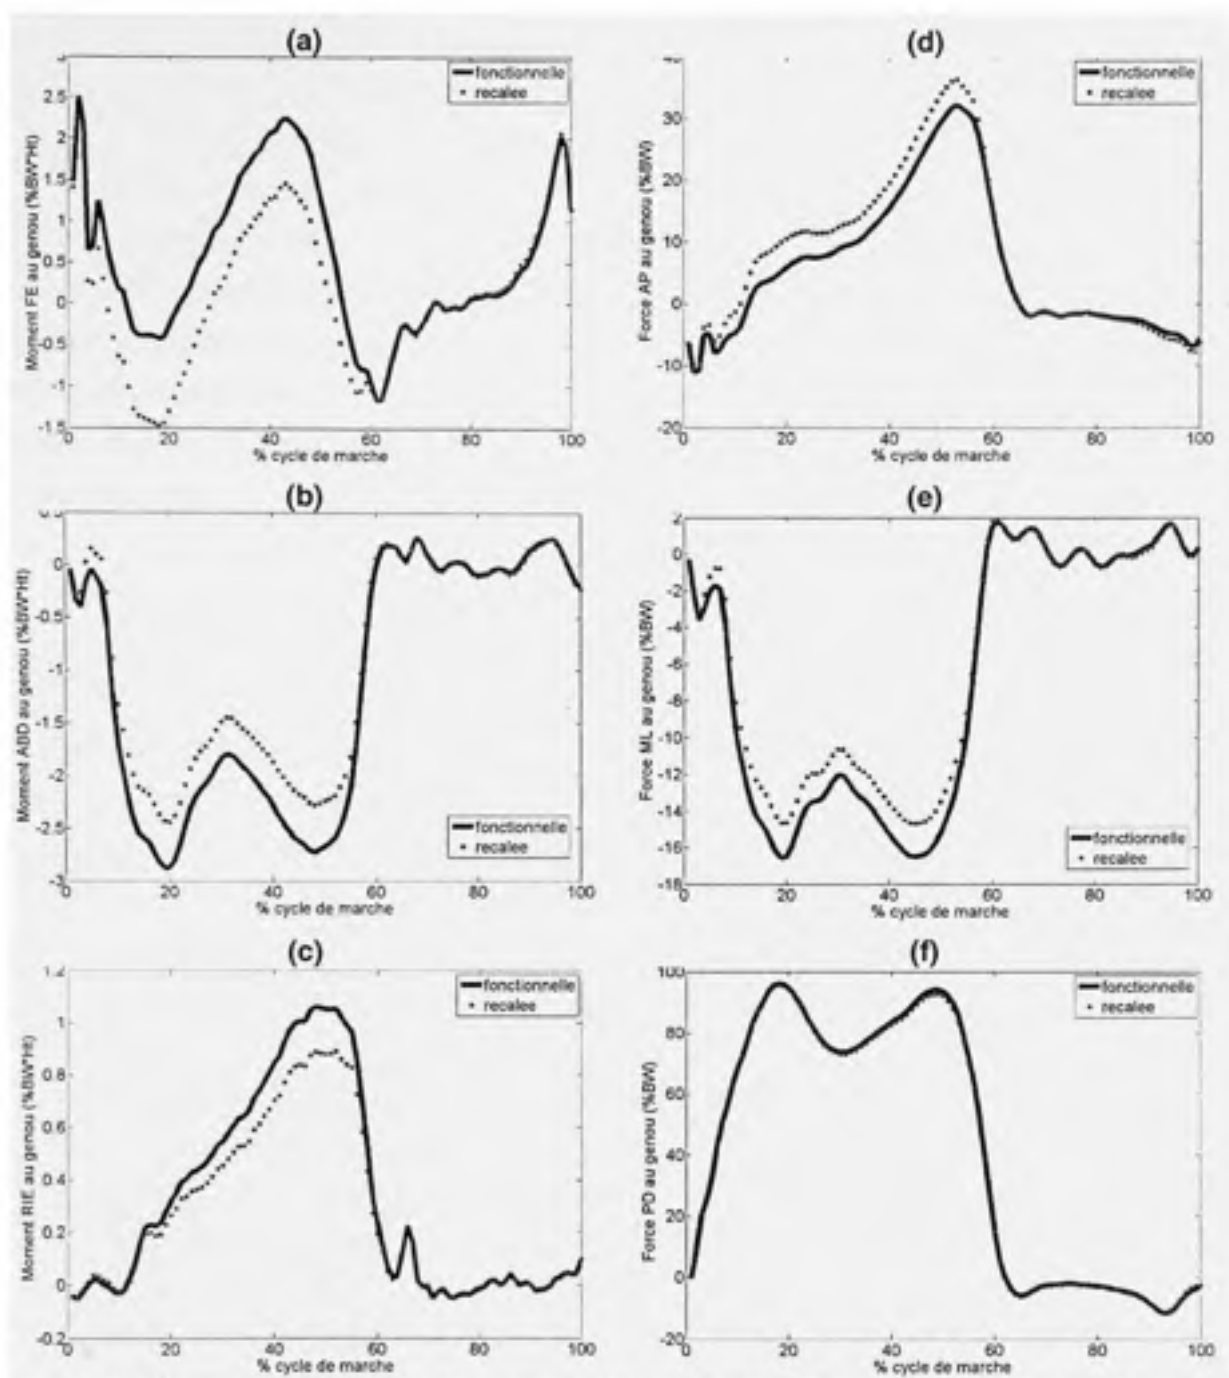 (a)
fonctionnelle
recalee
2.5
2
1.5
1
0.5
0
-0.5
-1
-1.5
Moment FE au genou (%BW*Ht)
0 20 40 60 80 100
% cycle de marche
(d)
fonctionnelle
recalee
30
20
10
0
-10
-20
Force AP au genou (%BW)
0 20 40 60 80 100
% cycle de marche
(b)
0.5
0
-0.5
-1
-1.5
-2
-2.5
-3
Moment ABD au genou (%BW*Ht)
fonctionnelle
recalee
0 20 40 60 80 100
% cycle de marche
(e)
2
0
-2
-4
-6
-8
-10
-12
-14
-16
-18
Force ML au genou (%BW)
fonctionnelle
recalee
0 20 40 60 80 100
% cycle de marche
(c)
fonctionnelle
recalee
1.2
1
0.8
0.6
0.4
0.2
0
-0.2
Moment RIE au genou (%BW*Ht)
0 20 40 60 80 100
% cycle de marche
(f)
fonctionnelle
recalee
100
80
60
40
20
0
-20
Force PD au genou (%BW)
0 20 40 60 80 100
% cycle de marche